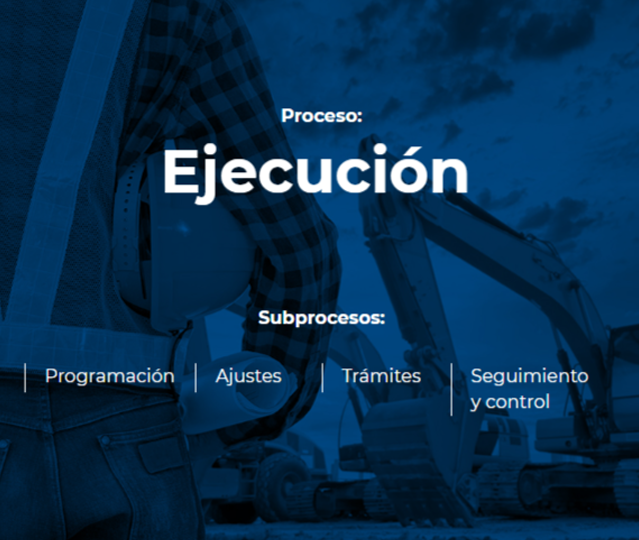 Proceso:
Ejecución
Subprocesos:
Programación
Ajustes
Trámites
Seguimiento
y control